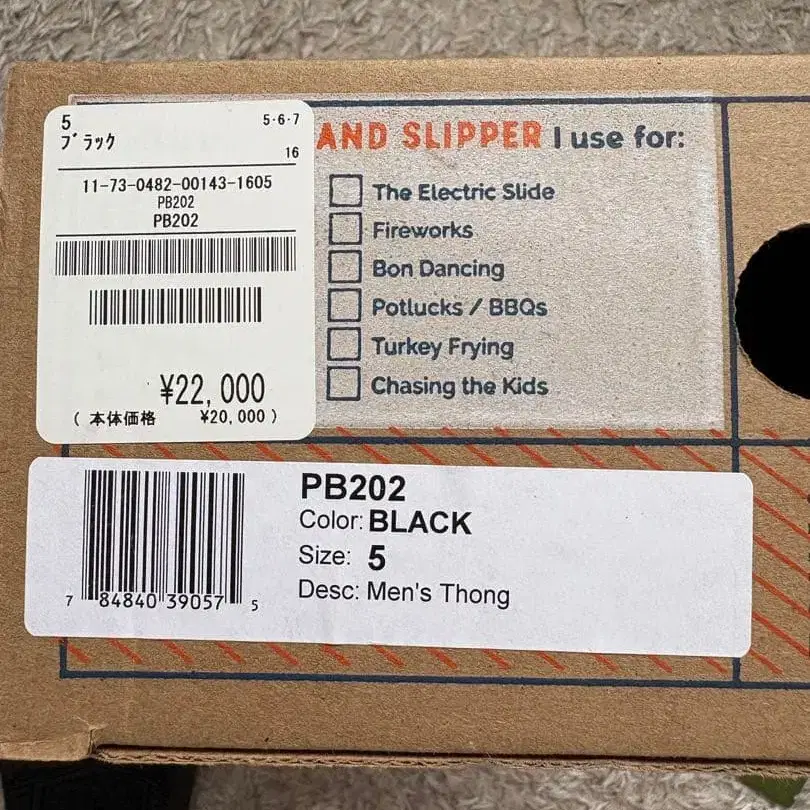 5
5・6・7
ブラック
16
11-73-0482-00143-1605
PB202
PB202
¥22,000
( 本体価格 ¥20,000 )
AND SLIPPER I use for:
The Electric Slide
Fireworks
Bon Dancing
Potlucks / BBQs
Turkey Frying
Chasing the Kids
PB202
Color: BLACK
Size: 5
Desc: Men's Thong
7 84840 39057 5